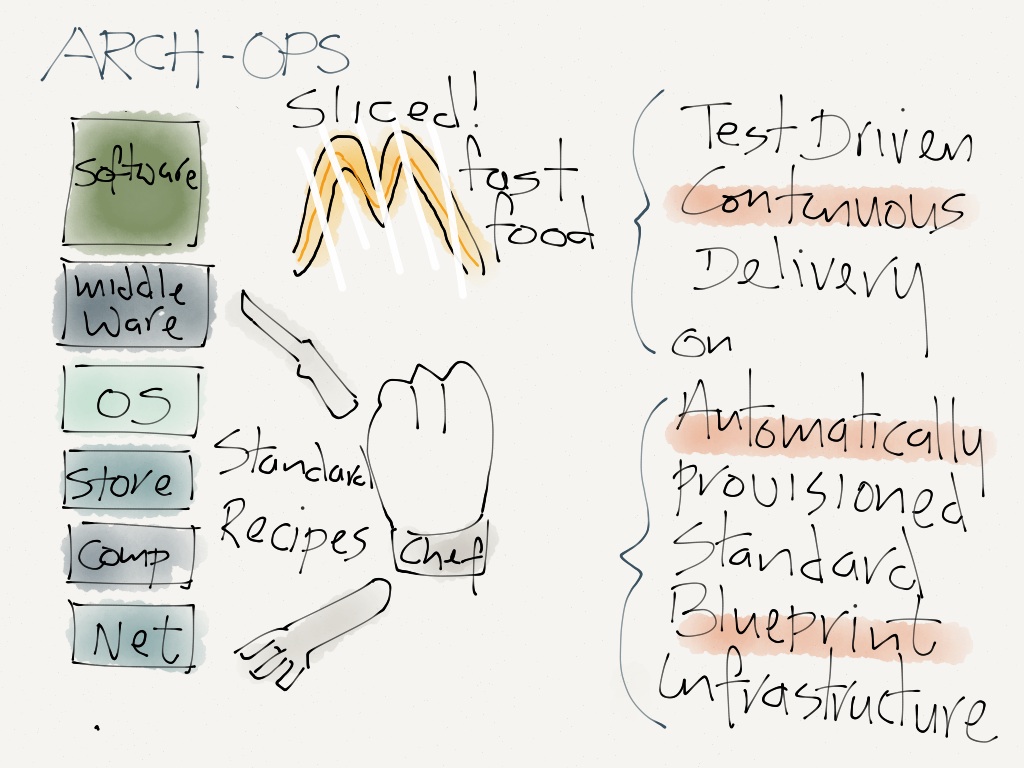 ARCH-OPS
Sliced!
fast
food
Software
middle
ware
OS
Store
Comp
Net
Standard
Recipes
Chef
Test Driven
Contunuous
Delivery
on
Automatically
provisioned
Standard
Blueprint
infrastructure